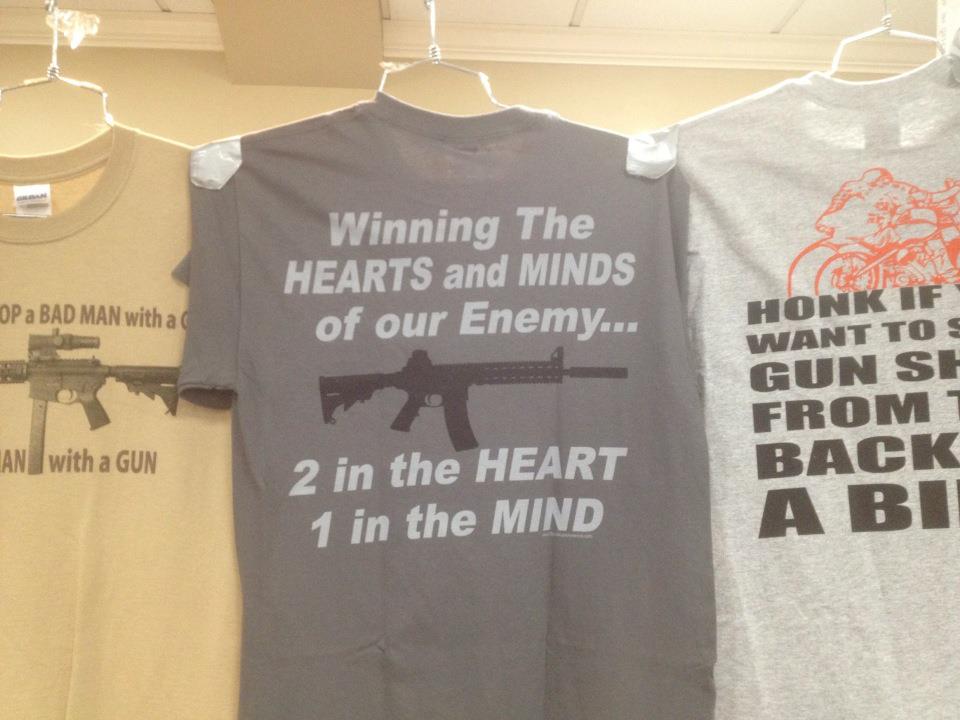 GILDAN
OP a BAD MAN with a
AN with a GUN
Winning The
HEARTS and MINDS
of our Enemy...
2 in the HEART
1 in the MIND
HONK IF
WANT TO
GUN SH
FROM
BACK
A BI